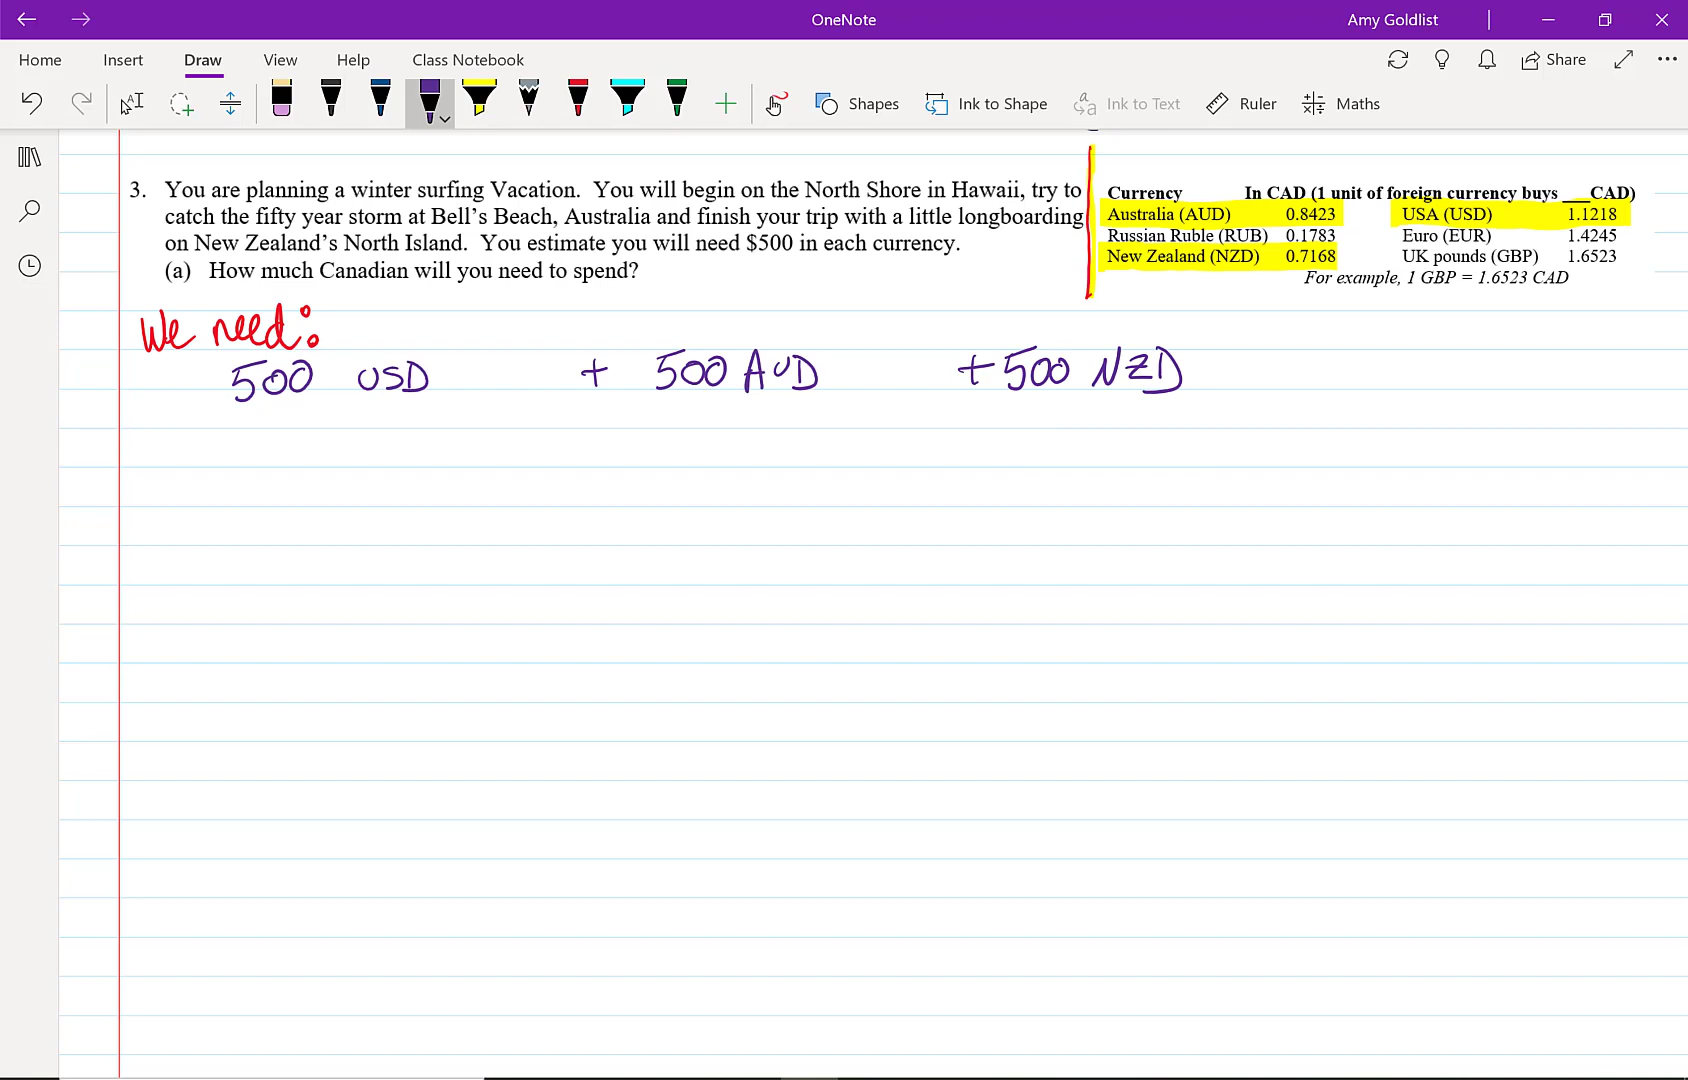 OneNote
Amy Goldlist
Home Insert Draw View Help Class Notebook
Share
Shapes Ink to Shape Ink to Text Ruler Maths
3. You are planning a winter surfing Vacation. You will begin on the North Shore in Hawaii, try to
catch the fifty year storm at Bell’s Beach, Australia and finish your trip with a little longboarding
on New Zealand’s North Island. You estimate you will need $500 in each currency.
(a) How much Canadian will you need to spend?
Currency In CAD (1 unit of foreign currency buys ___CAD)
Australia (AUD) 0.8423 USA (USD) 1.1218
Russian Ruble (RUB) 0.1783 Euro (EUR) 1.4245
New Zealand (NZD) 0.7168 UK pounds (GBP) 1.6523
For example, 1 GBP = 1.6523 CAD
We need:
500 USD + 500 AUD + 500 NZD